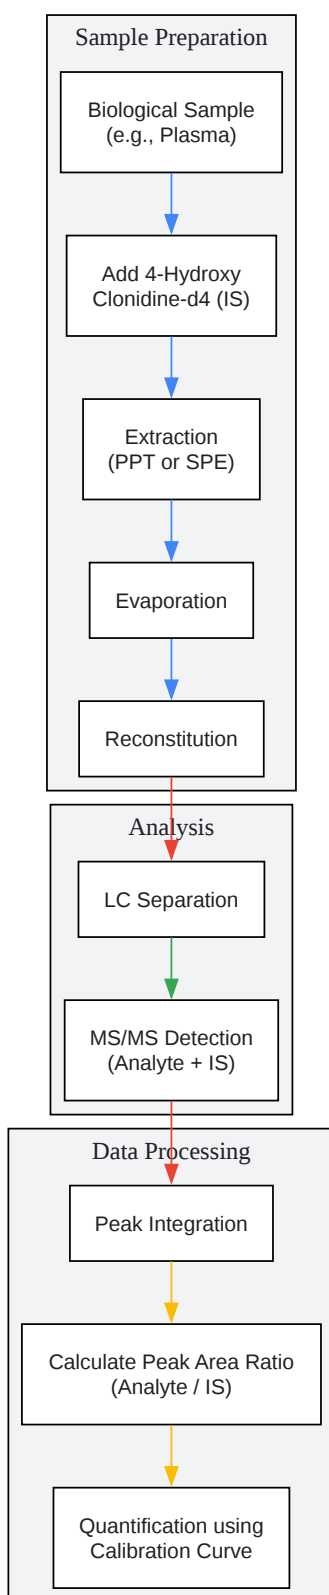 Sample Preparation
Biological Sample
(e.g., Plasma)
Add 4-Hydroxy
Clonidine-d4 (IS)
Extraction
(PPT or SPE)
Evaporation
Reconstitution
Analysis
LC Separation
MS/MS Detection
(Analyte + IS)
Data Processing
Peak Integration
Calculate Peak Area Ratio
(Analyte / IS)
Quantification using
Calibration Curve